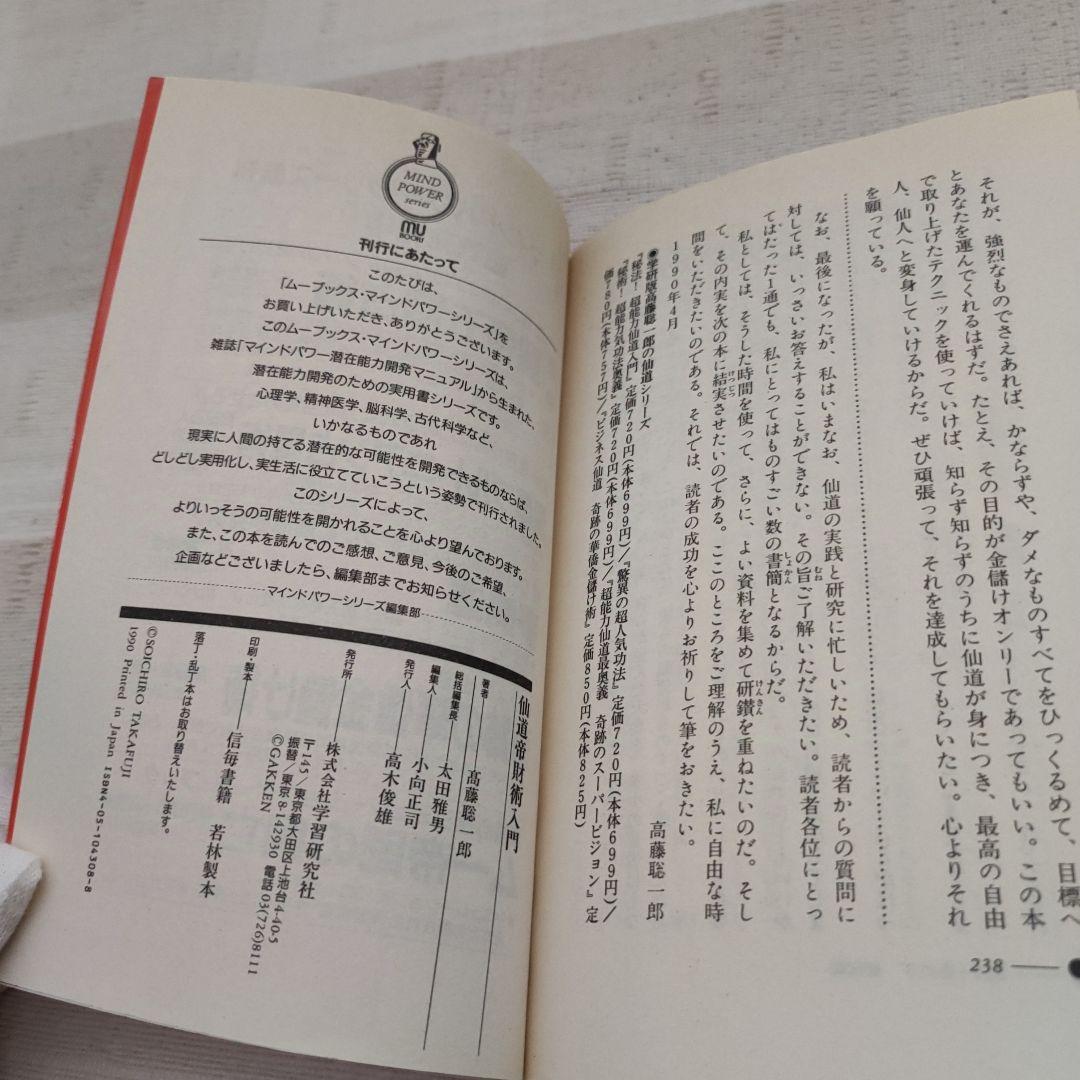 それが、強烈なものでさえあれば、かならずや、ダメなものすべてをひっくるめて、目標へ
とあなたを運んでくれるはずだ。たとえ、その目的が金儲けオンリーであってもいい。この本
で取り上げたテクニックを使っていけば、知らず知らずのうちに仙道が身につき、最高の自由
人、仙人へと変身していけるからだ。ぜひ頑張って、それを達成してもらいたい。心よりそれ
を願っている。
なお、最後になったが、私はいまなお、仙道の実践と研究に忙しいため、読者からの質問に
対しては、いっさいお答えすることができない。その旨ご了解いただきたい。読者各位にとっ
てはたった1通でも、私にとってはものすごい数の書簡となるからだ。
私としては、そうした時間を使って、さらに、よい資料を集めて研鑽を重ねたいのだ。そし
て、その内実を次の本に結実させたいのである。ここのところをご理解のうえ、私に自由な時
間をいただきたいのである。それでは、読者の成功を心よりお祈りして筆をおきたい。
1990年4月
高藤聡一郎
●学研版高藤聡一郎の仙道シリーズ
『秘法!超能力仙道入門』定価720円(本体699円)/『驚異の超人気功法』定価720円(本体699円)/
『秘術!超能力気功法奥義』定価720円(本体699円)/『超能力仙道最奥義 奇跡のスーパービジョン』定
価780円(本体757円)/『ビジネス仙道 奇跡の華僑金儲け術』定価850円(本体825円)
238
MIND
POWER
series
MU
BOOKS
刊行にあたって
このたびは、
「ムーブックス・マインドパワーシリーズ」を
お買い上げいただき、ありがとうございます。
このムーブックス・マインドパワーシリーズは、
雑誌「マインドパワー潜在能力開発マニュアル」から生まれた、
潜在能力開発のための実用書シリーズです。
心理学、精神医学、脳科学、古代科学など、
いかなるものであれ
現実に人間の持てる潜在的な可能性を開発できるものならば、
どしどし実用化し、実生活に役立てていこうという姿勢で刊行されました。
このシリーズによって、
よりいっそうの可能性を開かれることを心より望んでおります。
また、この本を読んでのご感想、ご意見、今後のご希望、
企画などございましたら、編集部までお知らせください。
マインドパワーシリーズ編集部
仙道帝財術入門
著者 高藤聡一郎
総括編集長 太田雅男
編集人 小向正司
発行人 高木俊雄
発行所 株式会社学習研究社
〒145/東京都大田区上池台4-40-5
振替/東京8-142930 電話03(726)8111
©GAKKEN
印刷・製本 信毎書籍 若林製本
落丁・乱丁本はお取り替えいたします。
©SOICHIRO TAKAFUJI
1990 Printed in Japan ISBN4-05-104308-8